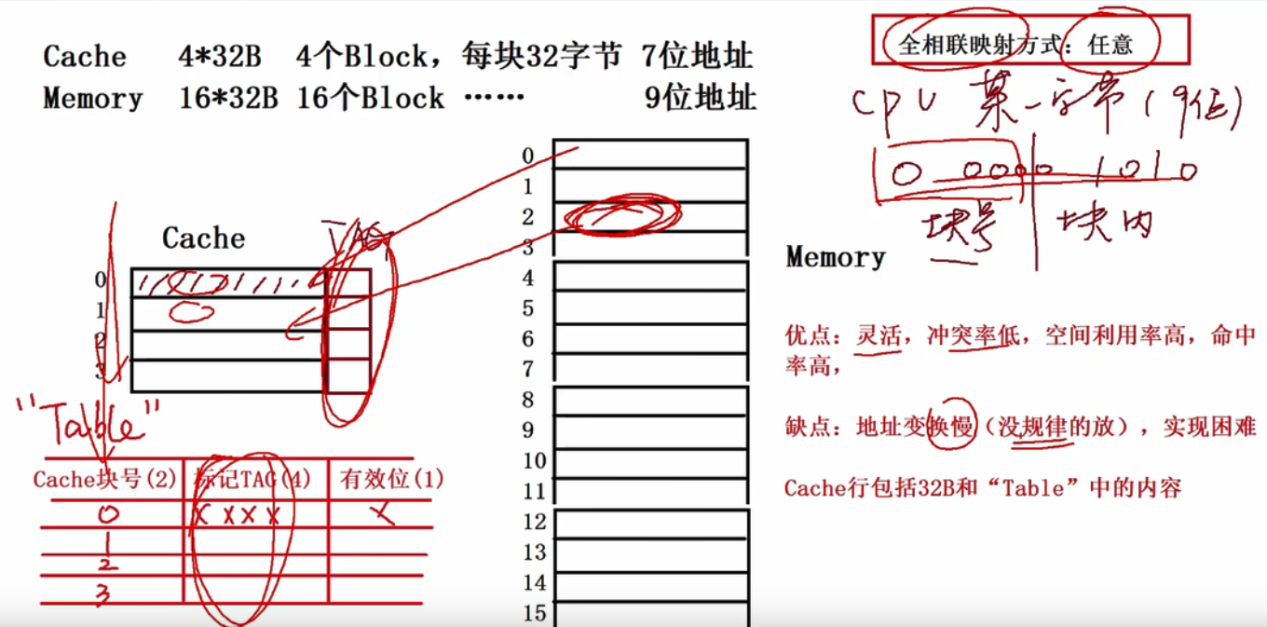 Cache 4*32B 4个Block，每块32字节 7位地址
Memory 16*32B 16个Block …… 9位地址
全相联映射方式：任意
CPU 某一字节（9位）
0 0000 1010
块号 块内
Memory
优点：灵活，冲突率低，空间利用率高，命中
率高，
缺点：地址变换慢（没规律的放），实现困难
Cache行包括32B和“Table”中的内容
0
1
2
3
4
5
6
7
8
9
10
11
12
13
14
15
Cache
TAG
0
1
2
3
"Table"
Cache块号(2) 标记TAG(4) 有效位(1)
0 x x x x x
1
2
3